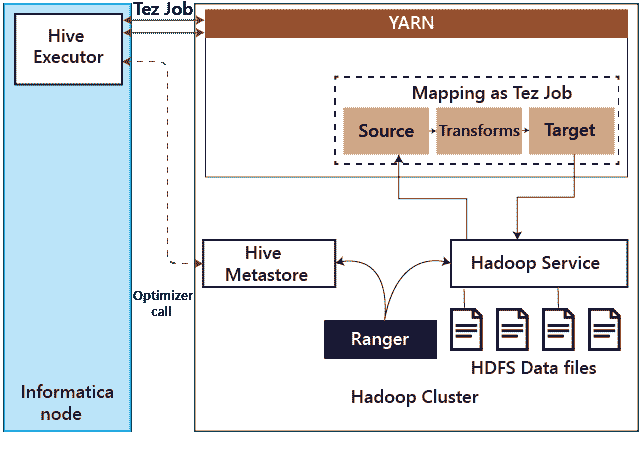 Tez Job
YARN
Hive
Executor
Mapping as Tez Job
Source
Transforms
Target
Hive
Metastore
Hadoop Service
Optimizer
call
Ranger
HDFS Data files
Informatica
node
Hadoop Cluster